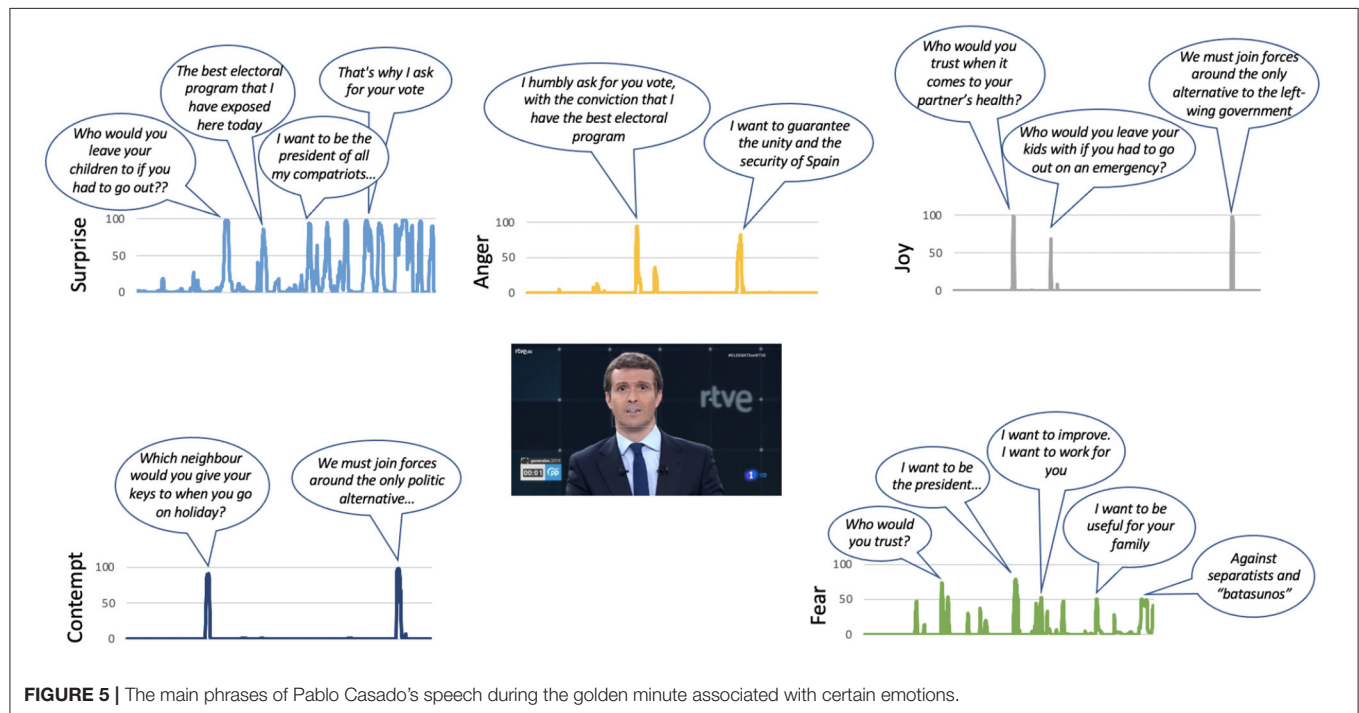 Who would you
leave your
children to if you
had to go out??
The best electoral
program that I
have exposed
here today
I want to be the
president of all
my compatriots...
That's why I ask
for your vote
Surprise
100
50
0
I humbly ask for you vote,
with the conviction that I
have the best electoral
program
I want to guarantee
the unity and the
security of Spain
Anger
100
50
0
Who would you
trust when it
comes to your
partner's health?
Who would you leave your
kids with if you had to go
out on an emergency?
We must join forces
around the only
alternative to the left-
wing government
Joy
100
50
0
rtve.es
#ELDEBATEenRTVE
rtve
00:01
1
Which neighbour
would you give your
keys to when you go
on holiday?
We must join forces
around the only politic
alternative...
Contempt
100
50
0
Who would
you trust?
I want to be
the president...
I want to improve.
I want to work for
you
I want to be
useful for your
family
Against
separatists and
“batasunos”
Fear
100
50
0
FIGURE 5 | The main phrases of Pablo Casado's speech during the golden minute associated with certain emotions.